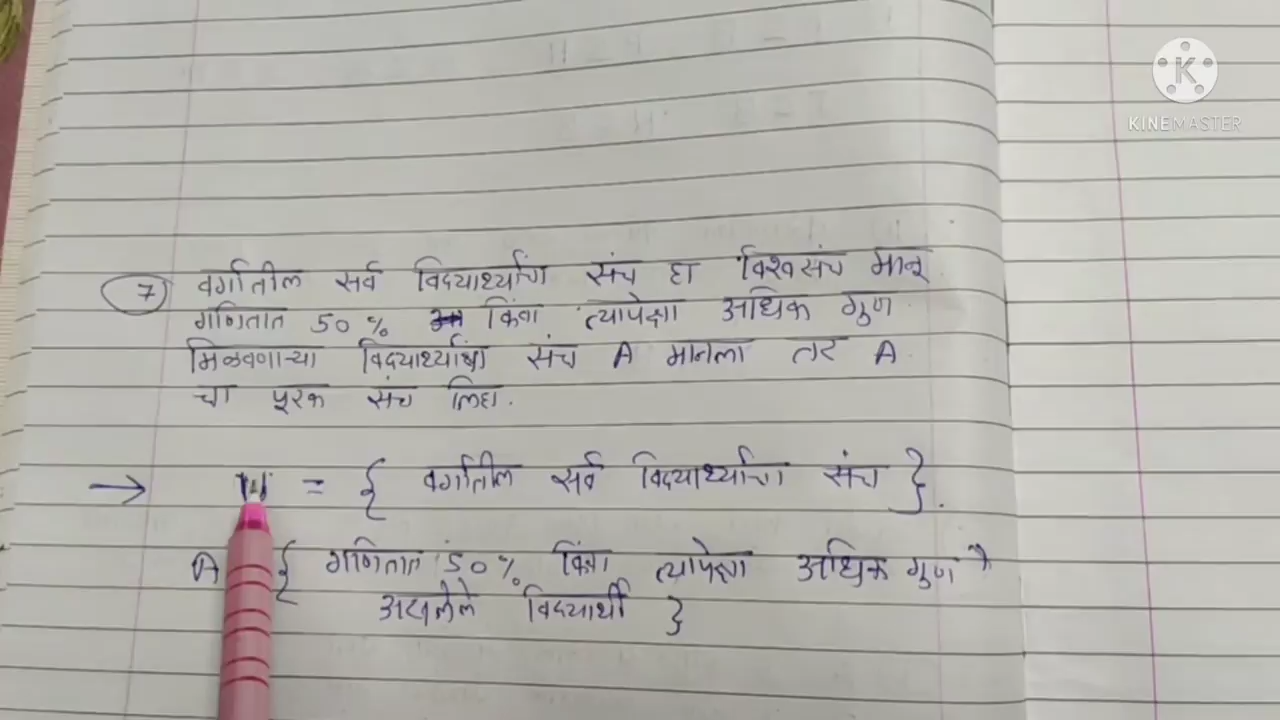 KINEMASTER
7 वर्गातील सर्व विद्यार्थ्यांचा संच हा विश्वसंच मानू
गणितात 50% किंवा त्यापेक्षा अधिक गुण
मिळवणाऱ्या विद्यार्थ्यांचा संच A मानला तर A
चा पूरक संच लिहा.
→ U = { वर्गातील सर्व विद्यार्थ्यांचा संच }.
A { गणितात 50% किंवा त्यापेक्षा अधिक गुण
असलेले विद्यार्थी }